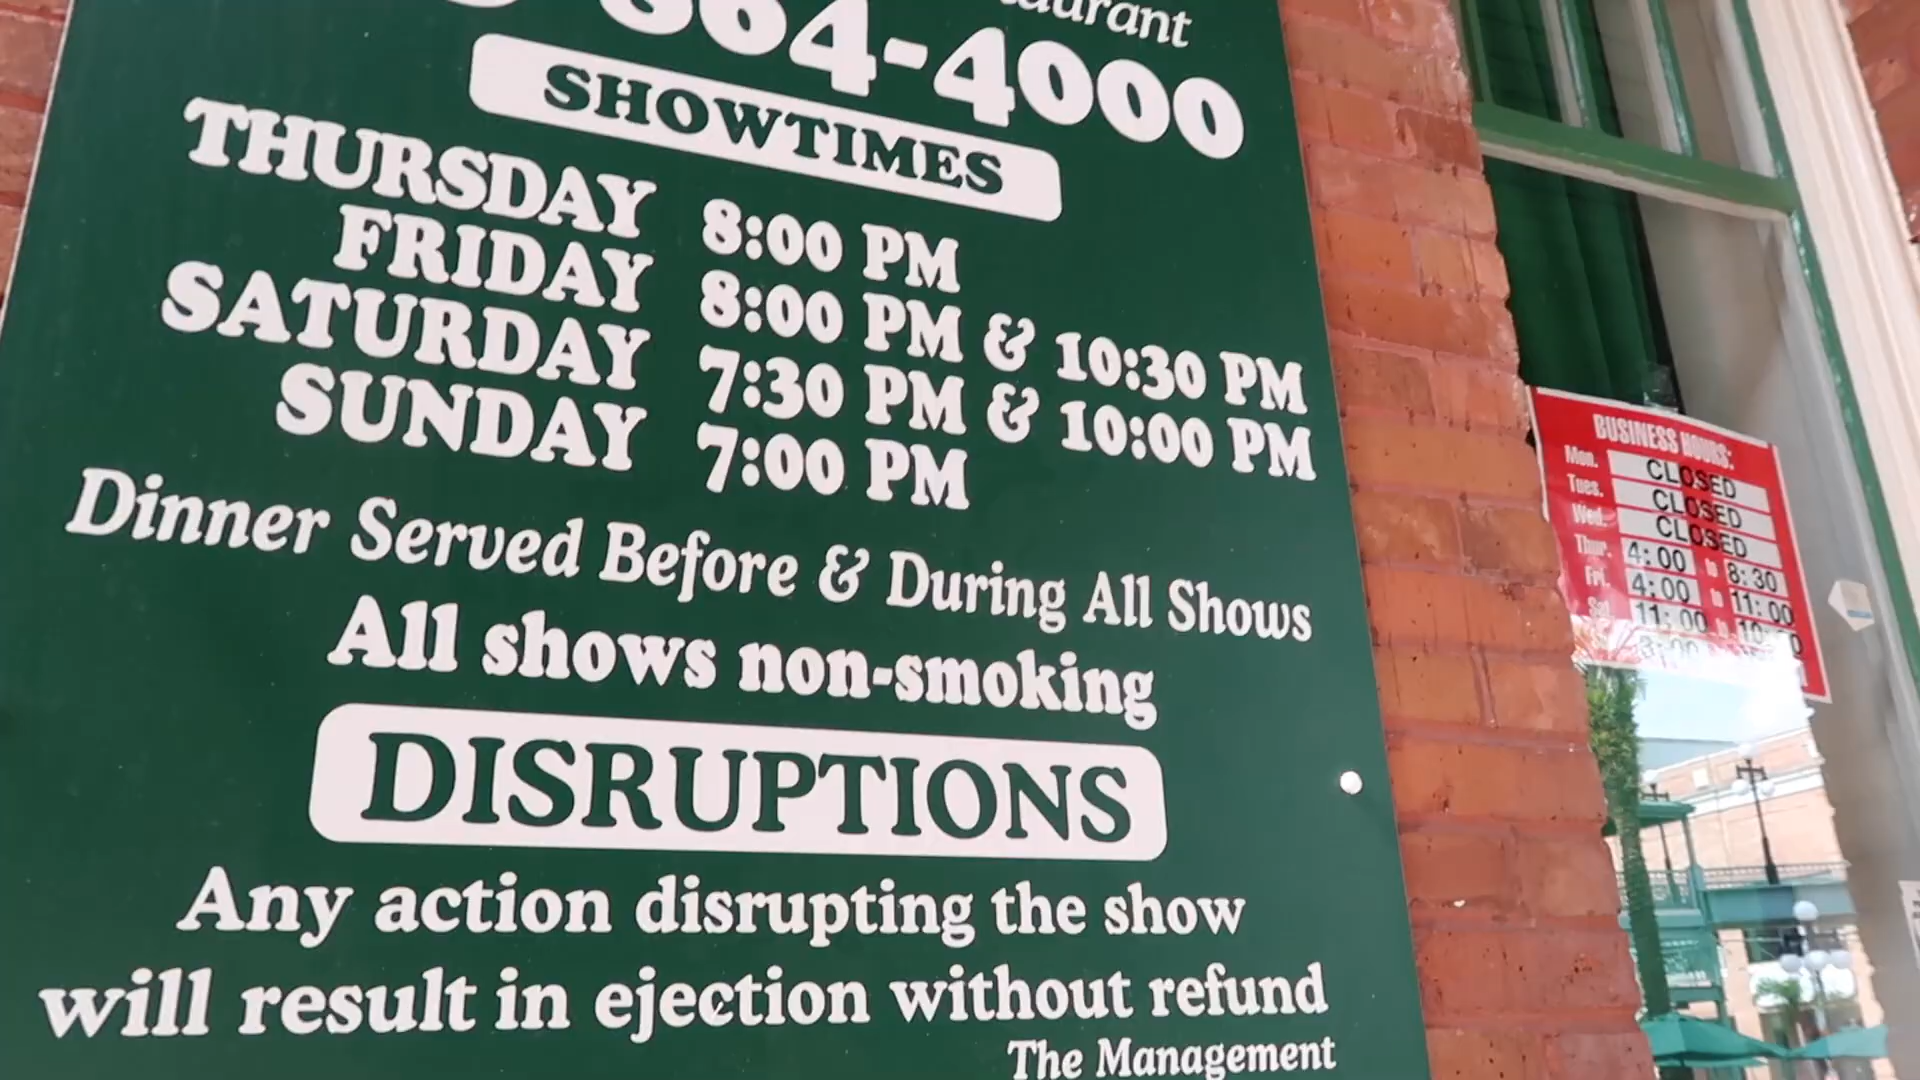 864-4000
SHOWTIMES
THURSDAY 8:00 PM
FRIDAY 8:00 PM & 10:30 PM
SATURDAY 7:30 PM & 10:00 PM
SUNDAY 7:00 PM
Dinner Served Before & During All Shows
All shows non-smoking
DISRUPTIONS
Any action disrupting the show
will result in ejection without refund
The Management
BUSINESS HOURS:
Mon. CLOSED
Tues. CLOSED
Wed. CLOSED
Thur. 4:00 to 8:30
Fri. 4:00 to 11:00
Sat. 11:00